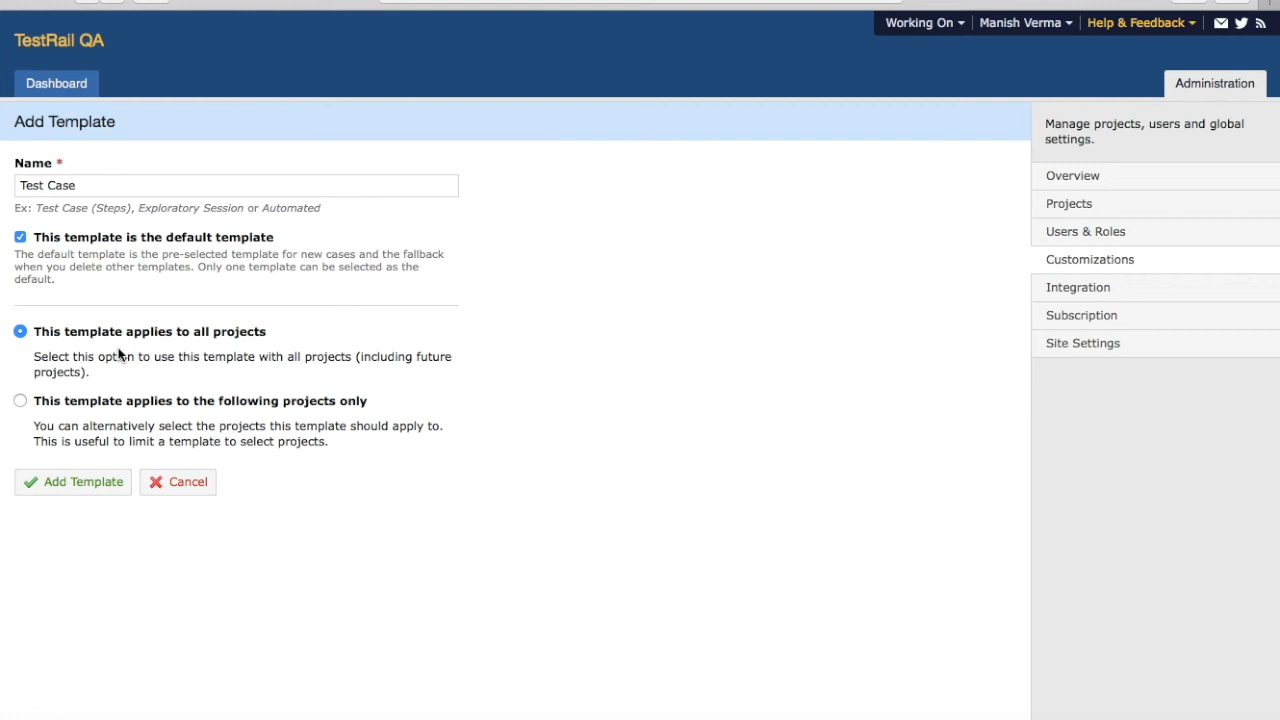 Working On
Manish Verma
Help & Feedback
TestRail QA
Dashboard
Administration
Add Template
Name *
Test Case
Ex: Test Case (Steps), Exploratory Session or Automated
This template is the default template
The default template is the pre-selected template for new cases and the fallback
when you delete other templates. Only one template can be selected as the
default.
This template applies to all projects
Select this option to use this template with all projects (including future
projects).
This template applies to the following projects only
You can alternatively select the projects this template should apply to.
This is useful to limit a template to select projects.
Add Template
Cancel
Manage projects, users and global
settings.
Overview
Projects
Users & Roles
Customizations
Integration
Subscription
Site Settings